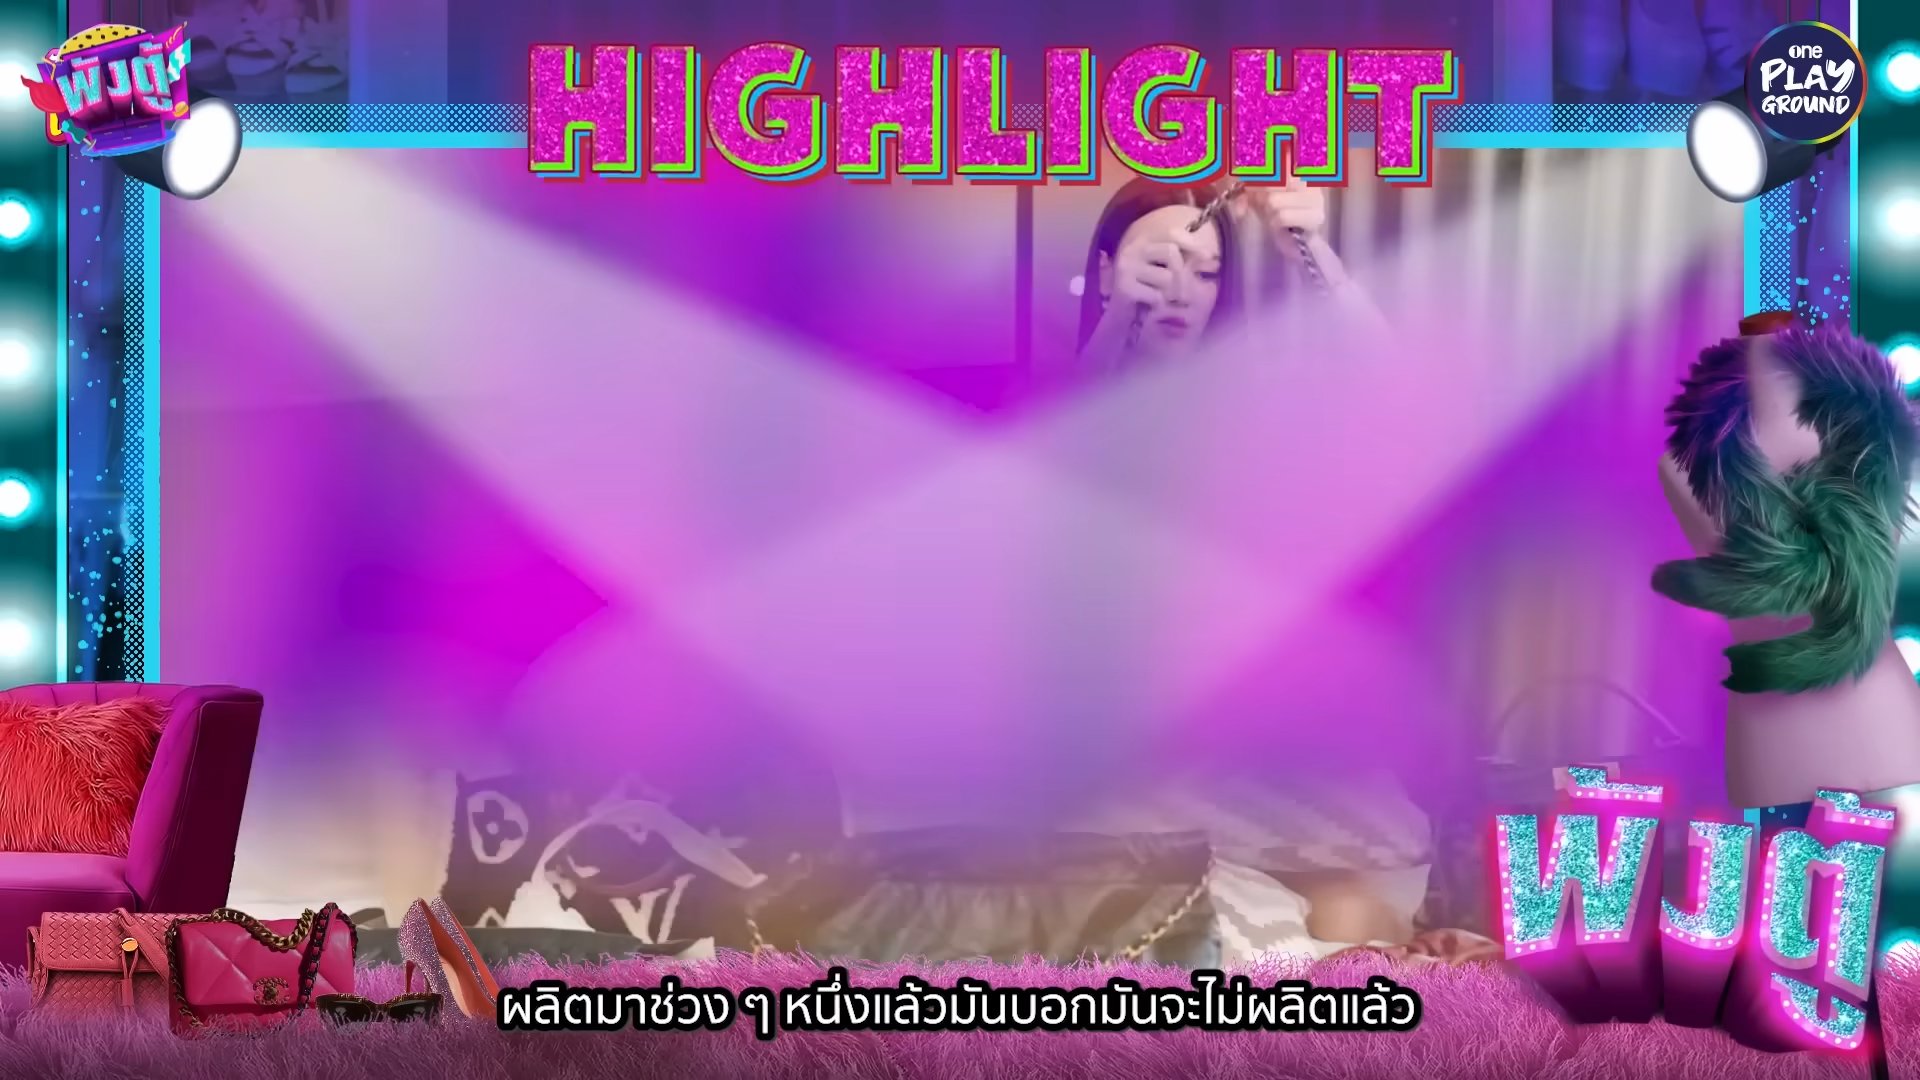 พังตู้
HIGHLIGHT
one
PLAY
GROUND
พังตู้
ผลิตมาช่วง ๆ หนึ่งแล้วมันบอกมันจะไม่ผลิตแล้ว